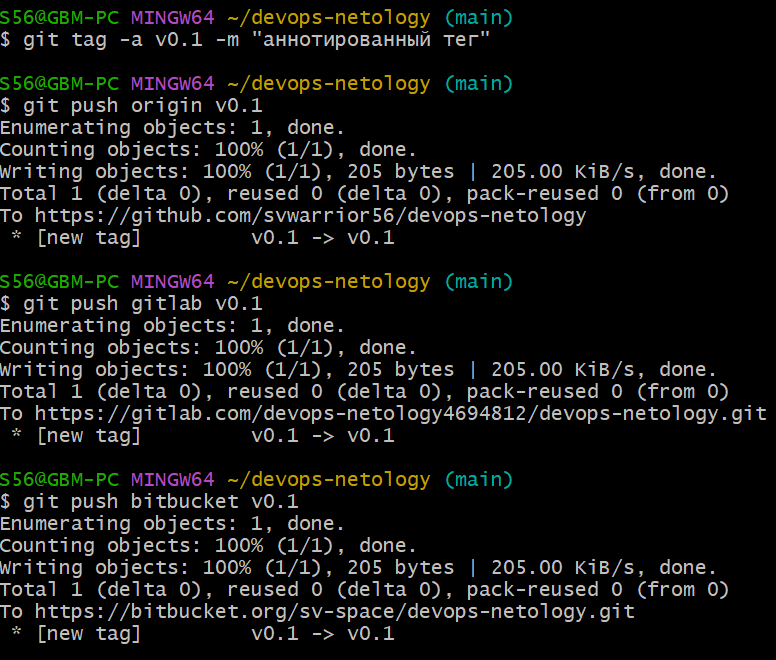 S56@GBM-PC MINGW64 ~/devops-netology (main)
$ git tag -a v0.1 -m "аннотированный тег"
S56@GBM-PC MINGW64 ~/devops-netology (main)
$ git push origin v0.1
Enumerating objects: 1, done.
Counting objects: 100% (1/1), done.
Writing objects: 100% (1/1), 205 bytes | 205.00 KiB/s, done.
Total 1 (delta 0), reused 0 (delta 0), pack-reused 0 (from 0)
To https://github.com/svwarrior56/devops-netology
 * [new tag]         v0.1 -> v0.1
S56@GBM-PC MINGW64 ~/devops-netology (main)
$ git push gitlab v0.1
Enumerating objects: 1, done.
Counting objects: 100% (1/1), done.
Writing objects: 100% (1/1), 205 bytes | 205.00 KiB/s, done.
Total 1 (delta 0), reused 0 (delta 0), pack-reused 0 (from 0)
To https://gitlab.com/devops-netology4694812/devops-netology.git
 * [new tag]         v0.1 -> v0.1
S56@GBM-PC MINGW64 ~/devops-netology (main)
$ git push bitbucket v0.1
Enumerating objects: 1, done.
Counting objects: 100% (1/1), done.
Writing objects: 100% (1/1), 205 bytes | 205.00 KiB/s, done.
Total 1 (delta 0), reused 0 (delta 0), pack-reused 0 (from 0)
To https://bitbucket.org/sv-space/devops-netology.git
 * [new tag]         v0.1 -> v0.1